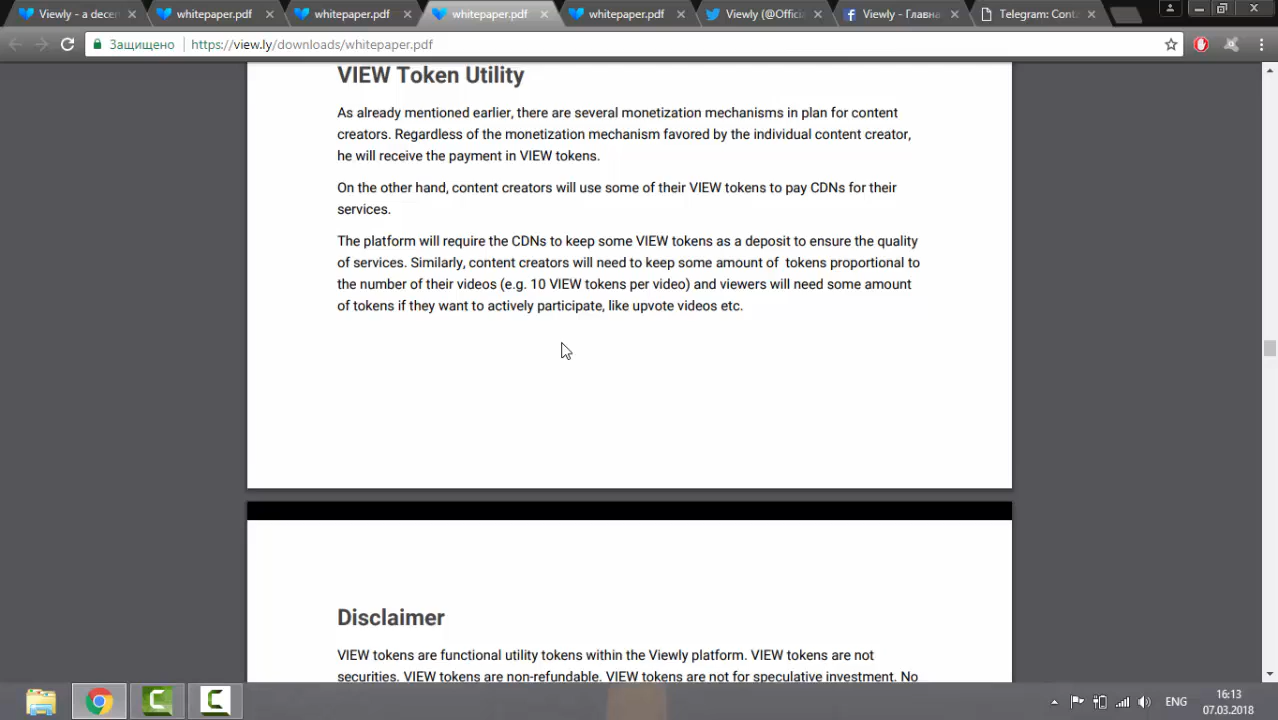 Viewly - a decer
whitepaper.pdf
whitepaper.pdf
whitepaper.pdf
whitepaper.pdf
Viewly (@Offici
Viewly - Главна
Telegram: Cont
Защищено
https://view.ly/downloads/whitepaper.pdf
VIEW Token Utility
As already mentioned earlier, there are several monetization mechanisms in plan for content
creators. Regardless of the monetization mechanism favored by the individual content creator,
he will receive the payment in VIEW tokens.
On the other hand, content creators will use some of their VIEW tokens to pay CDNs for their
services.
The platform will require the CDNs to keep some VIEW tokens as a deposit to ensure the quality
of services. Similarly, content creators will need to keep some amount of  tokens proportional to
the number of their videos (e.g. 10 VIEW tokens per video) and viewers will need some amount
of tokens if they want to actively participate, like upvote videos etc.
Disclaimer
VIEW tokens are functional utility tokens within the Viewly platform. VIEW tokens are not
securities. VIEW tokens are non-refundable. VIEW tokens are not for speculative investment. No
ENG
16:13
07.03.2018